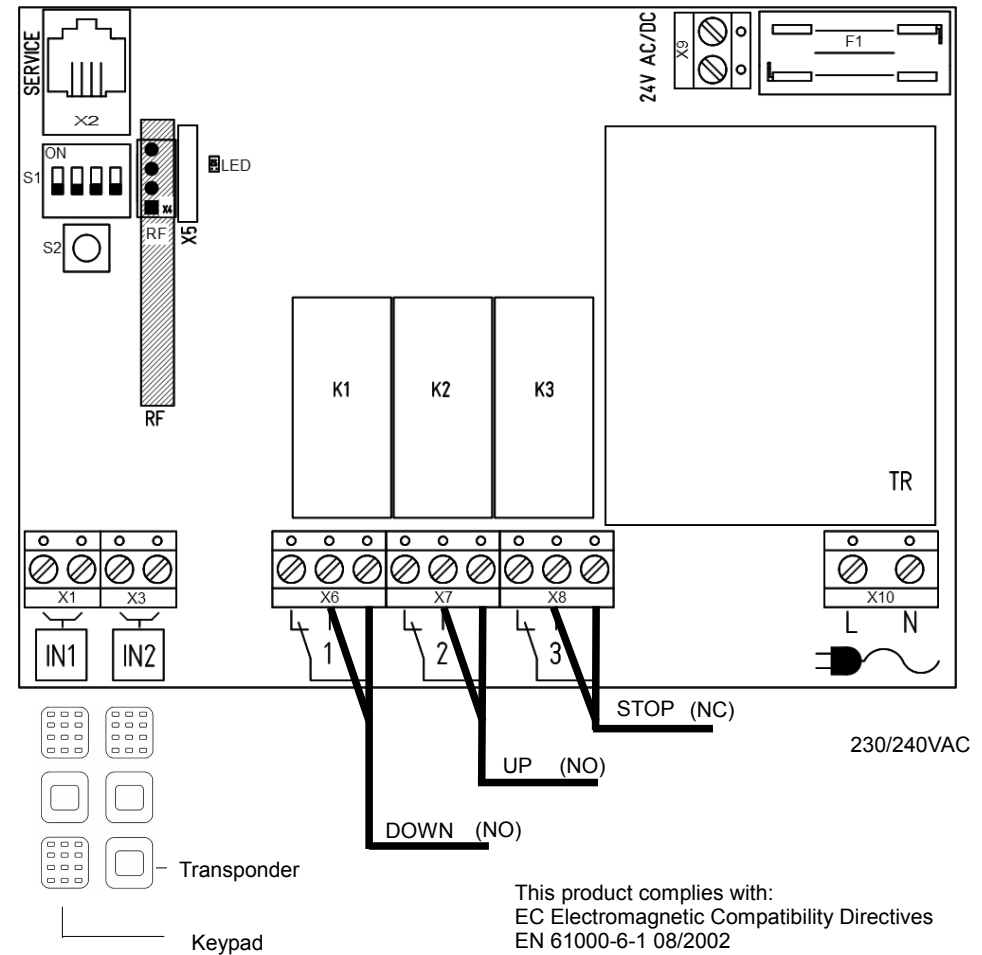 SERVICE
X2
24V AC/DC
X9
F1
ON
S1
X4
LED
S2
RF
X5
K1
K2
K3
RF
TR
X1
X3
X6
X7
X8
X10
L
N
IN1
IN2
1
2
3
STOP (NC)
230/240VAC
UP (NO)
DOWN (NO)
Transponder
This product complies with:
EC Electromagnetic Compatibility Directives
EN 61000-6-1 08/2002
Keypad